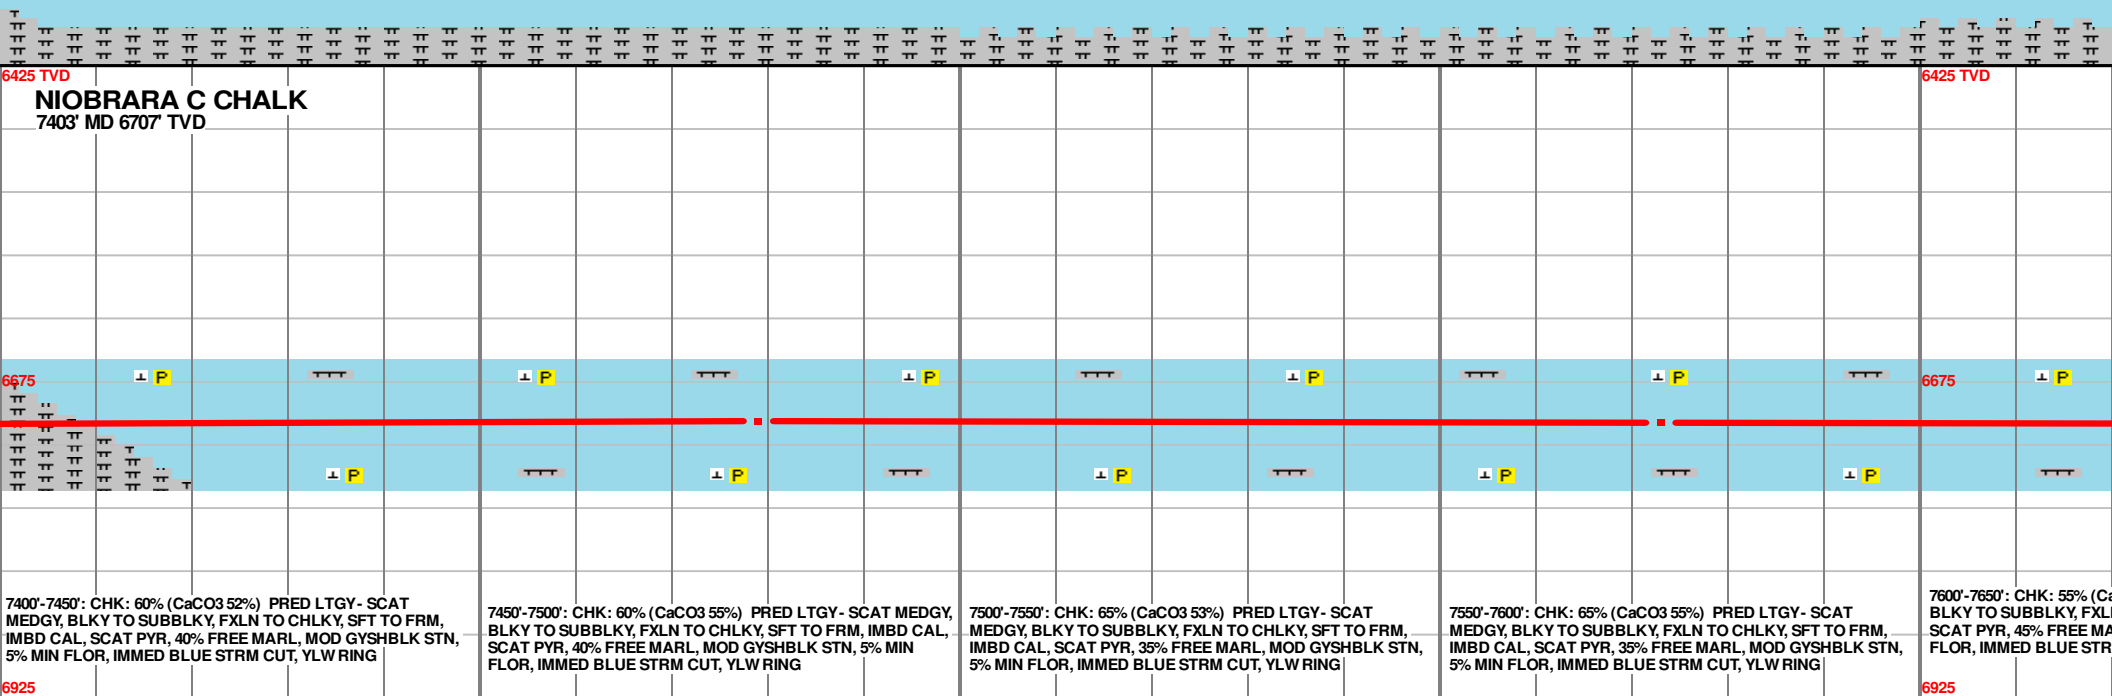 6425 TVD
6425 TVD
NIOBRARA C CHALK
7403' MD 6707' TVD
6675
6675
P
P
P
P
P
P
P
P
P
P
7400'-7450': CHK: 60% (CaCO3 52%) PRED LTGY- SCAT
MEDGY, BLKY TO SUBBLKY, FXLN TO CHLKY, SFT TO FRM,
IMBD CAL, SCAT PYR, 40% FREE MARL, MOD GYSHBLK STN,
5% MIN FLOR, IMMED BLUE STRM CUT, YLW RING
7450'-7500': CHK: 60% (CaCO3 55%) PRED LTGY- SCAT MEDGY,
BLKY TO SUBBLKY, FXLN TO CHLKY, SFT TO FRM, IMBD CAL,
SCAT PYR, 40% FREE MARL, MOD GYSHBLK STN, 5% MIN
FLOR, IMMED BLUE STRM CUT, YLW RING
7500'-7550': CHK: 65% (CaCO3 53%) PRED LTGY- SCAT
MEDGY, BLKY TO SUBBLKY, FXLN TO CHLKY, SFT TO FRM,
IMBD CAL, SCAT PYR, 35% FREE MARL, MOD GYSHBLK STN,
5% MIN FLOR, IMMED BLUE STRM CUT, YLW RING
7550'-7600': CHK: 65% (CaCO3 55%) PRED LTGY- SCAT
MEDGY, BLKY TO SUBBLKY, FXLN TO CHLKY, SFT TO FRM,
IMBD CAL, SCAT PYR, 35% FREE MARL, MOD GYSHBLK STN,
5% MIN FLOR, IMMED BLUE STRM CUT, YLW RING
7600'-7650': CHK: 55% (Ca
BLKY TO SUBBLKY, FXL
SCAT PYR, 45% FREE MA
FLOR, IMMED BLUE STR
6925
6925